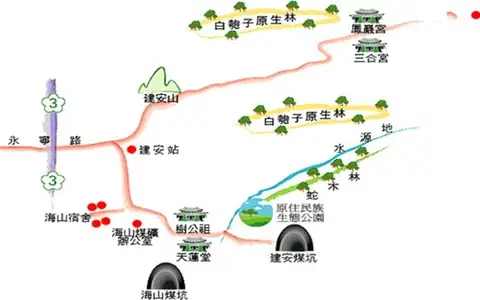 白匏子原生林
鳳巖宮
三合宮
建安山
3
白匏子原生林
永寧路
建安站
水源地
3
蛇木林
海山宿舍
海山煤礦
辦公室
樹公祖
天蓮堂
原住民族
生態公園
建安煤坑
海山煤坑